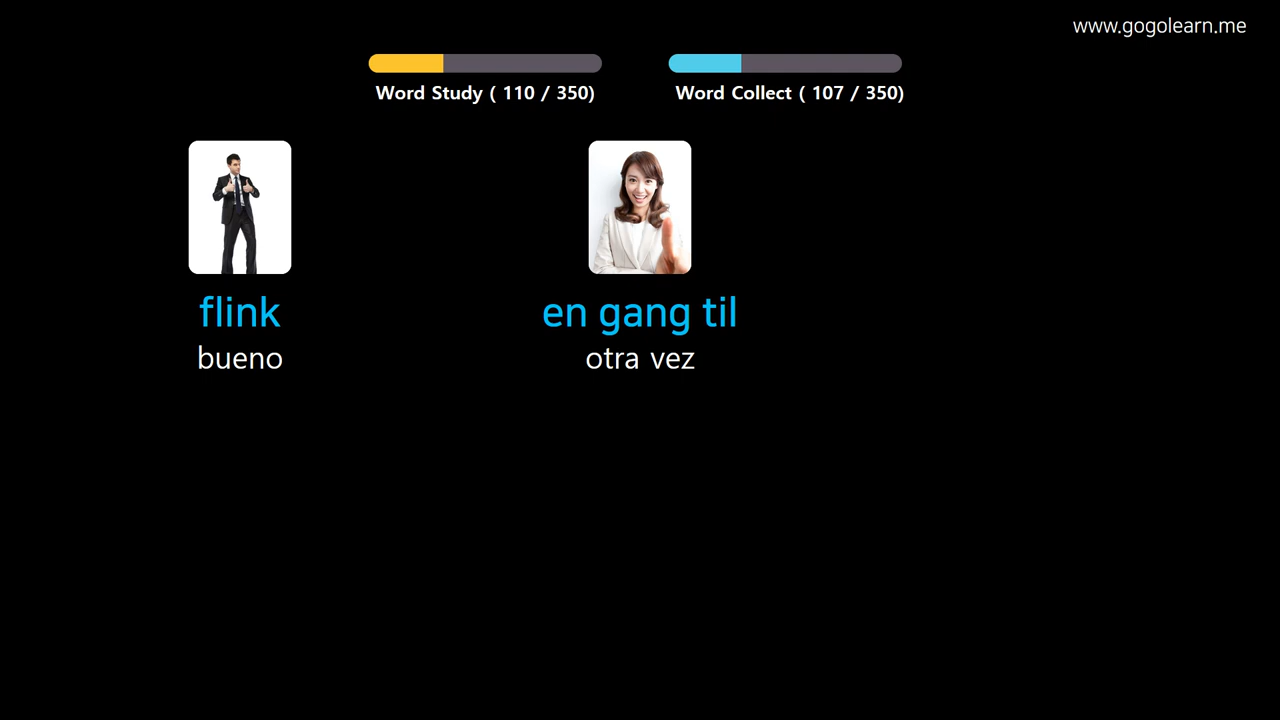 www.gogolearn.me
Word Study ( 110 / 350)
Word Collect ( 107 / 350)
flink
bueno
en gang til
otra vez